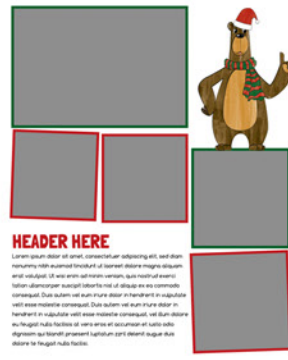 HEADER HERE
Lorem ipsum dolor sit amet, consectetuer adipiscing elit, sed diam
nonummy nibh euismod tincidunt ut laoreet dolore magna aliquam
erat volutpat. Ut wisi enim ad minim veniam, quis nostrud exerci
tation ullamcorper suscipit lobortis nisl ut aliquip ex ea commodo
consequat. Duis autem vel eum iriure dolor in hendrerit in vulputate
velit esse molestie consequat. Duis autem vel eum iriure dolor in
hendrerit in vulputate velit esse molestie consequat, vel illum dolore
eu feugiat nulla facilisis at vero eros et accumsan et iusto odio
dignissim qui blandit praesent luptatum zzril delenit augue duis
dolore te feugait nulla facilisi.